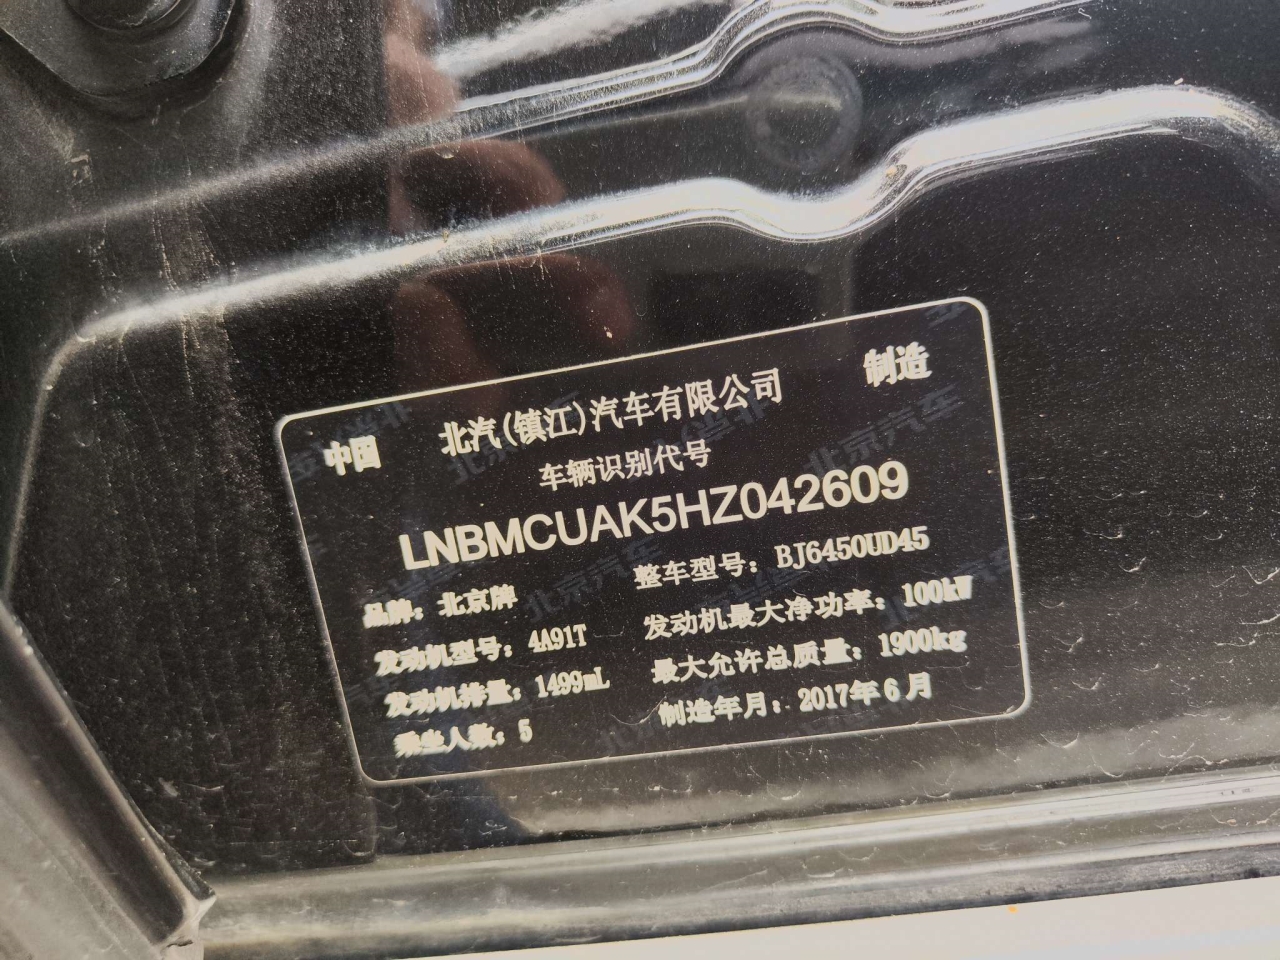 中国 北汽(镇江)汽车有限公司 制造
车辆识别代号
LNBMCUAK5HZ042609
品牌：北京牌 整车型号：BJ6450UD45
发动机型号：4A91T 发动机最大净功率：100kW
发动机排量：1499mL 最大允许总质量：1900kg
乘坐人数：5 制造年月：2017年6月
北京汽车